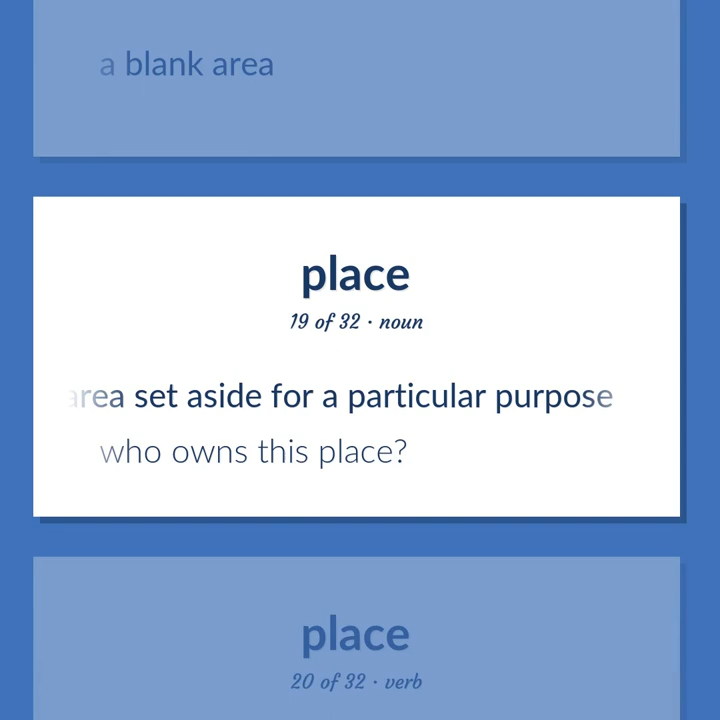 a blank area
place
19 of 32 · noun
area set aside for a particular purpose
who owns this place?
place
20 of 32 · verb